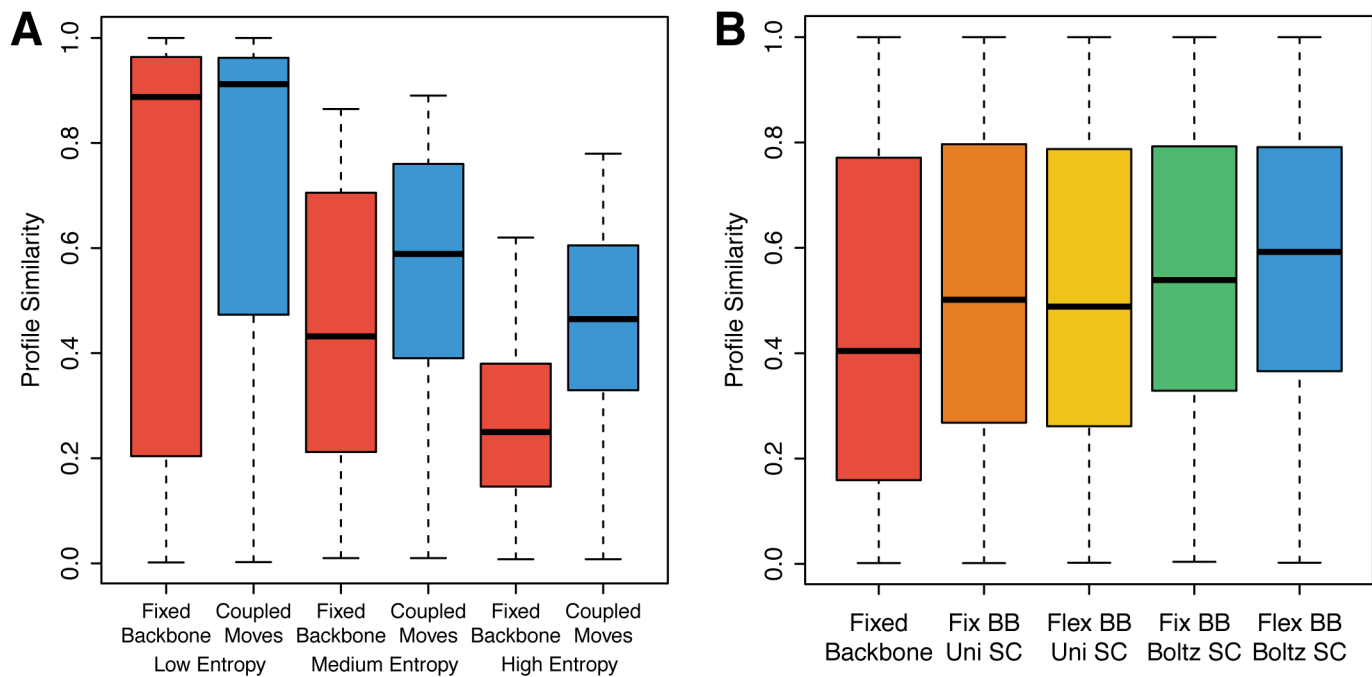 A
Profile Similarity
1.0
0.8
0.6
0.4
0.2
0.0
Fixed Backbone
Coupled Moves
Fixed Backbone
Coupled Moves
Fixed Backbone
Coupled Moves
Low Entropy
Medium Entropy
High Entropy
B
Profile Similarity
1.0
0.8
0.6
0.4
0.2
0.0
Fixed Backbone
Fix BB Uni SC
Flex BB Uni SC
Fix BB Boltz SC
Flex BB Boltz SC